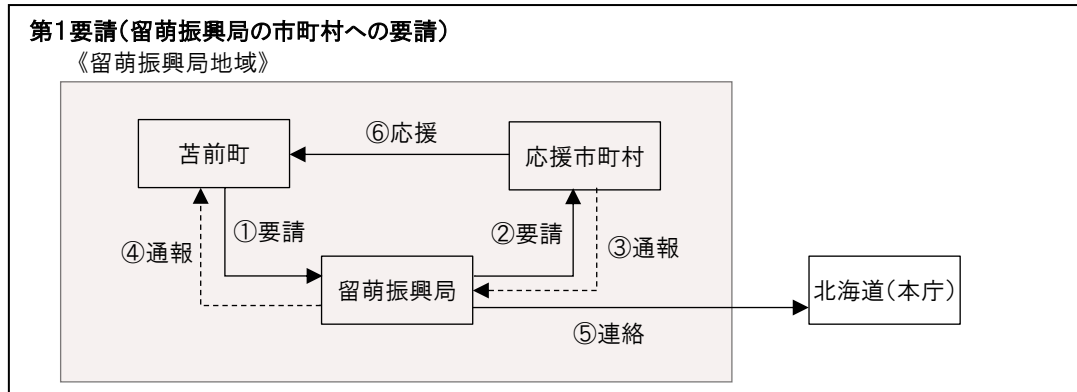 第1要請（留萌振興局の市町村への要請）
《留萌振興局地域》
⑥応援
苫前町
応援市町村
①要請
②要請
④通報
③通報
留萌振興局
北海道（本庁）
⑤連絡